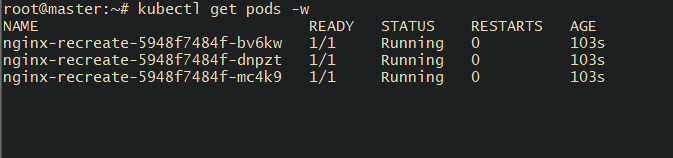 root@master:~# kubectl get pods -w
NAME READY STATUS RESTARTS AGE
nginx-recreate-5948f7484f-bv6kw 1/1 Running 0 103s
nginx-recreate-5948f7484f-dnpzt 1/1 Running 0 103s
nginx-recreate-5948f7484f-mc4k9 1/1 Running 0 103s